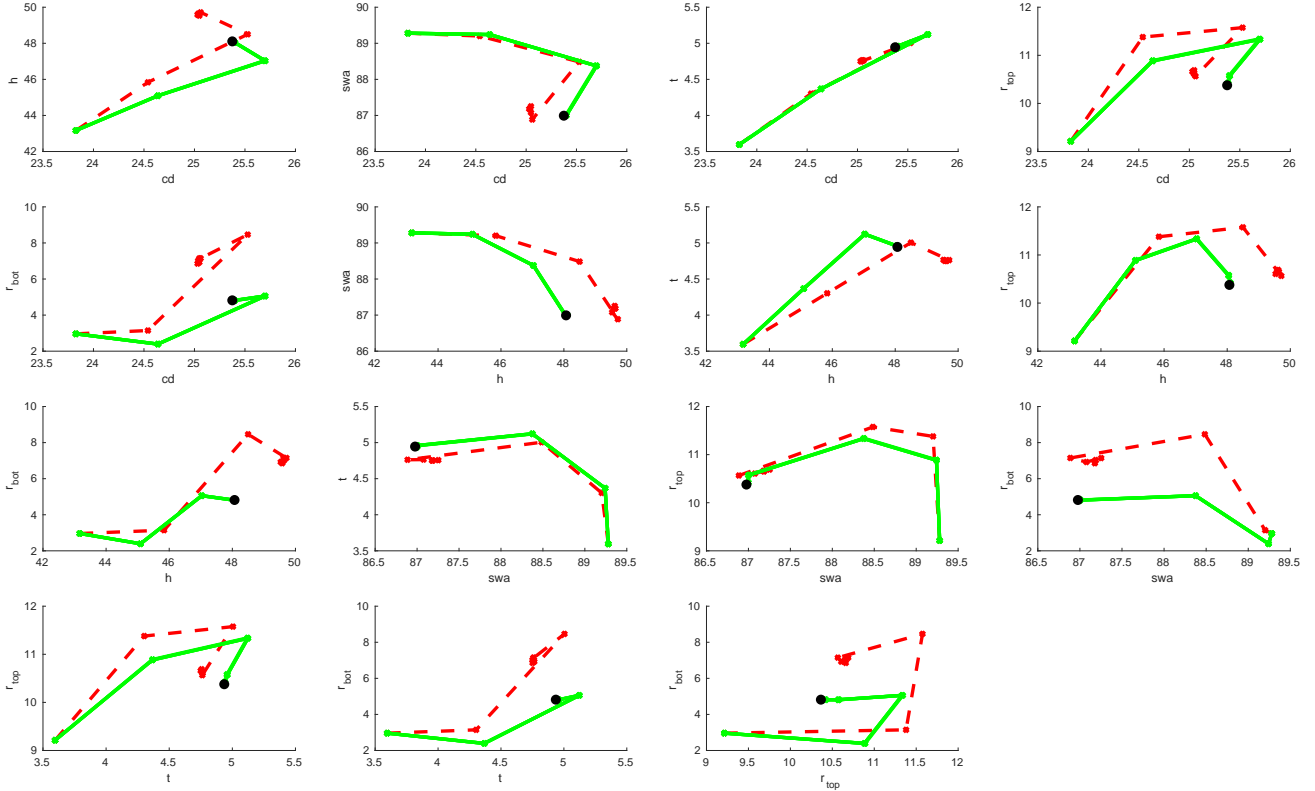 50
48
46
44
42
h
23.5 24 24.5 25 25.5 26
cd
90
89
88
87
86
swa
23.5 24 24.5 25 25.5 26
cd
5.5
5
4.5
4
3.5
t
23.5 24 24.5 25 25.5 26
cd
12
11
10
9
r_top
23.5 24 24.5 25 25.5 26
cd
10
8
6
4
2
r_bot
23.5 24 24.5 25 25.5 26
cd
90
89
88
87
86
swa
42 44 46 48 50
h
5.5
5
4.5
4
3.5
t
42 44 46 48 50
h
12
11
10
9
r_top
42 44 46 48 50
h
10
8
6
4
2
r_bot
42 44 46 48 50
h
5.5
5
4.5
4
3.5
t
86.5 87 87.5 88 88.5 89 89.5
swa
12
11
10
9
r_top
86.5 87 87.5 88 88.5 89 89.5
swa
10
8
6
4
2
r_bot
86.5 87 87.5 88 88.5 89 89.5
swa
12
11
10
9
r_top
3.5 4 4.5 5 5.5
t
10
8
6
4
2
r_bot
3.5 4 4.5 5 5.5
t
10
8
6
4
2
r_bot
9 9.5 10 10.5 11 11.5 12
r_top